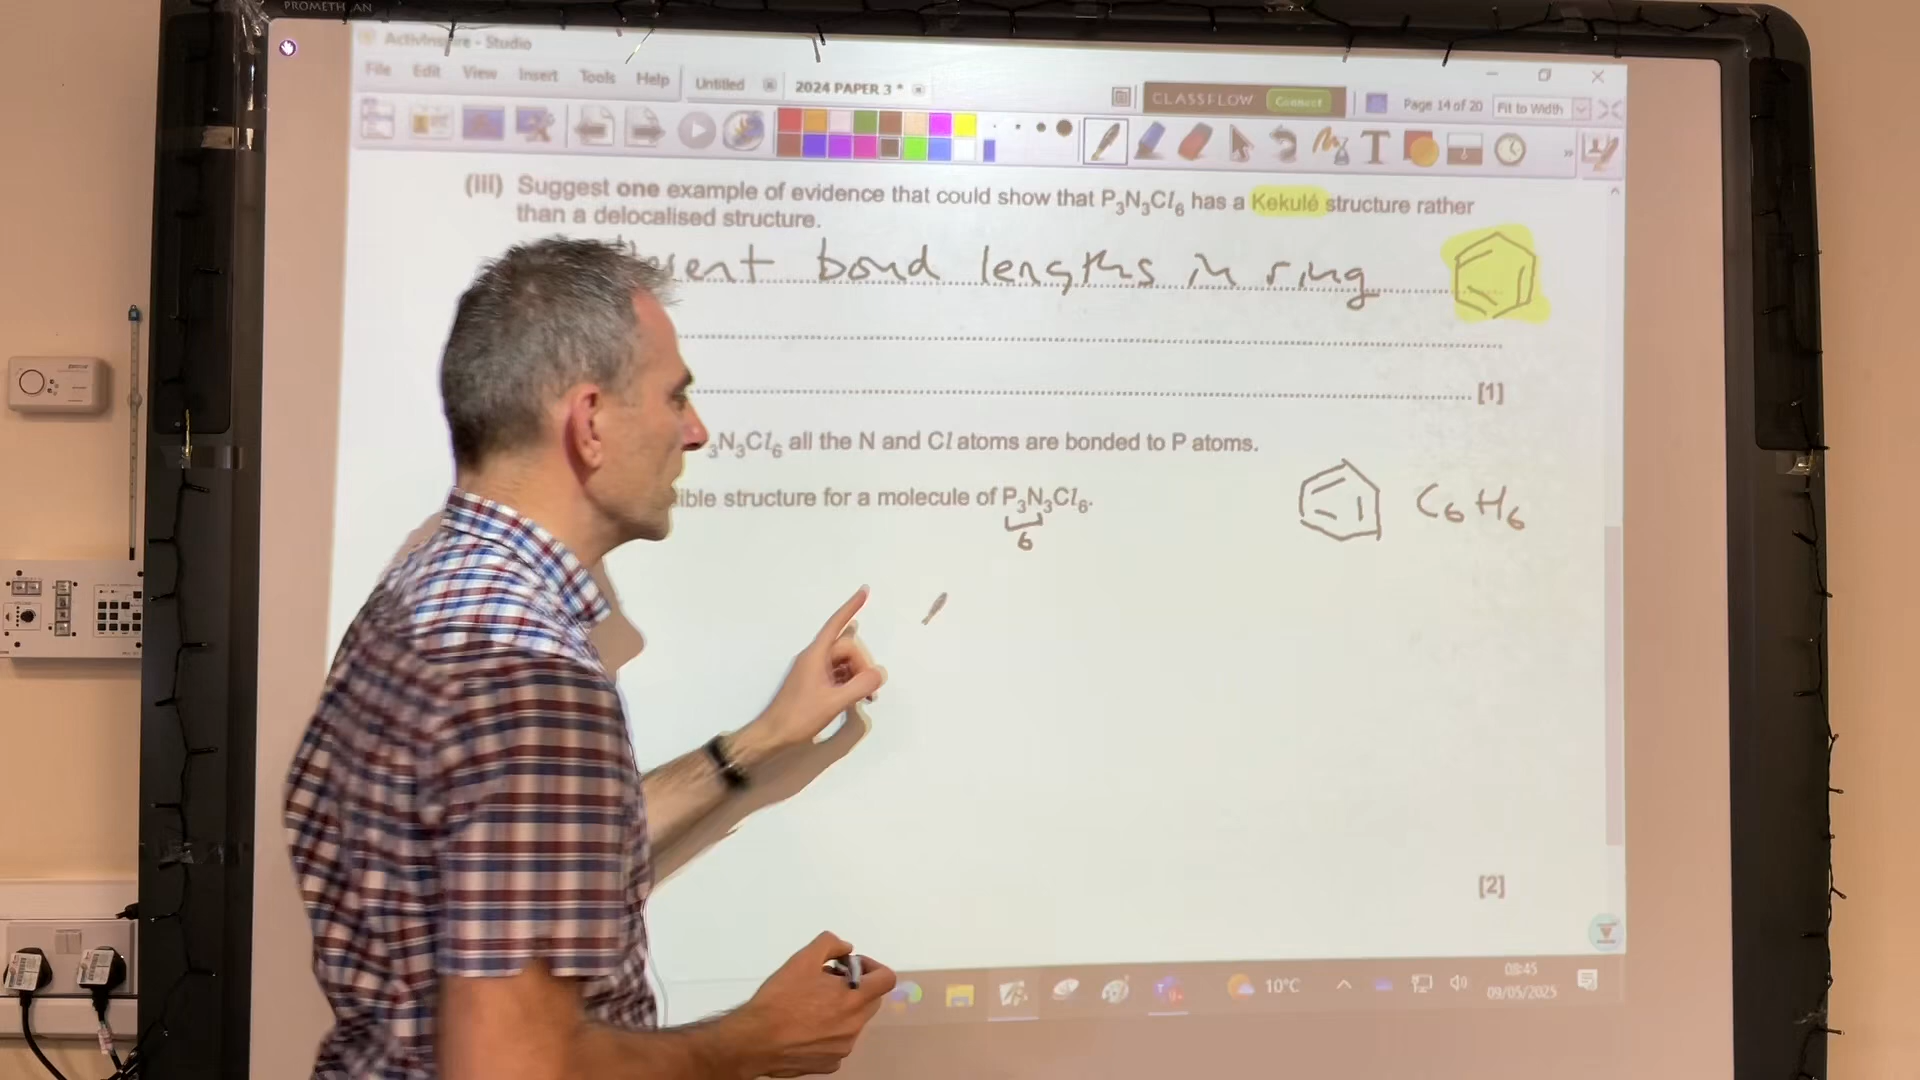 PROMETHEAN
ActivInspire - Studio
File Edit View Insert Tools Help Untitled 2024 PAPER 3 *
CLASSFLOW Connect Page 14 of 20 Fit to Width
T
(iii) Suggest one example of evidence that could show that P₃N₃Cl₆ has a Kekulé structure rather
than a delocalised structure.
erent bond lengths in ring
[1]
₃N₃Cl₆ all the N and Cl atoms are bonded to P atoms.
ible structure for a molecule of P₃N₃Cl₆.
6
C₆H₆
[2]
10°C
08:45
09/05/2025